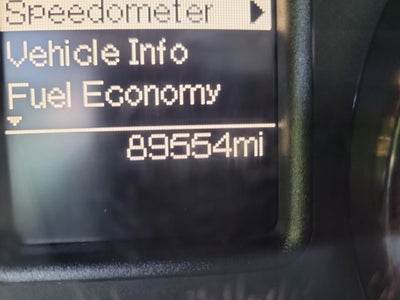 Speedometer
Vehicle Info
Fuel Economy
89554mi